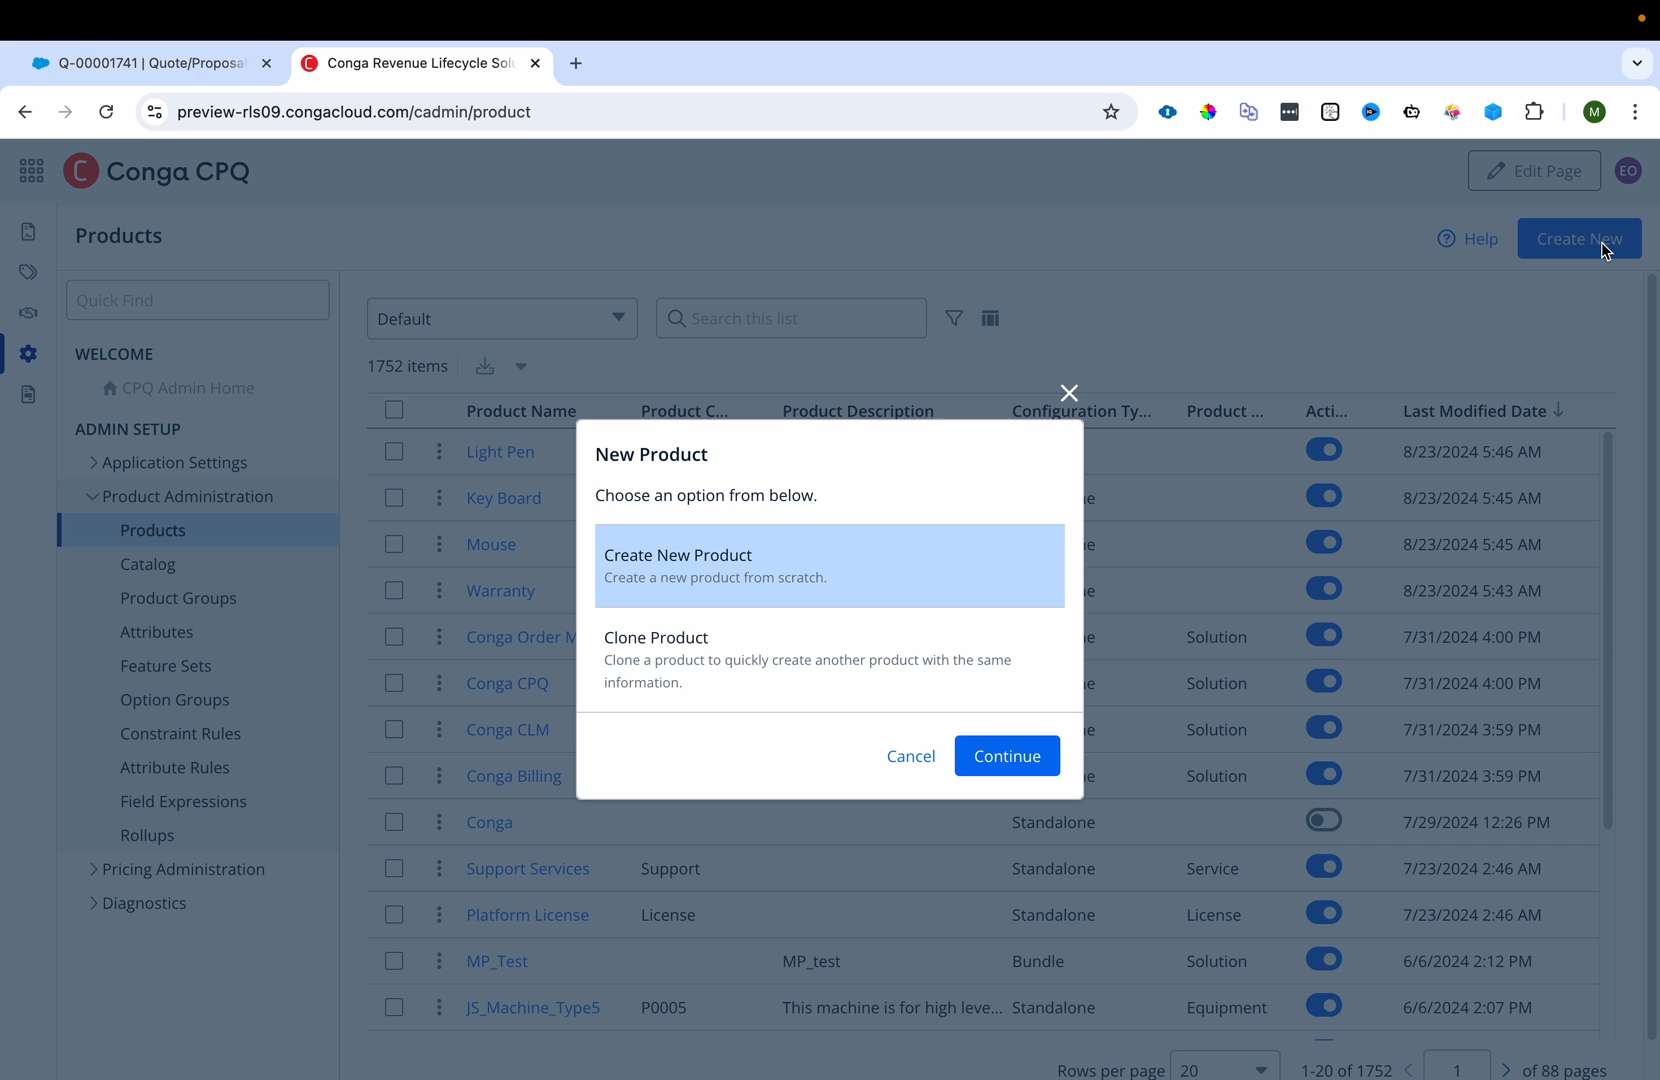 Q-00001741 | Quote/Proposal
Conga Revenue Lifecycle Solu
preview-rls09.congacloud.com/cadmin/product
M
C Conga CPQ
Edit Page
EO
Products
Help
Create New
Quick Find
WELCOME
CPQ Admin Home
ADMIN SETUP
Application Settings
Product Administration
Products
Catalog
Product Groups
Attributes
Feature Sets
Option Groups
Constraint Rules
Attribute Rules
Field Expressions
Rollups
Pricing Administration
Diagnostics
Default
Search this list
1752 items
Product Name Product C... Product Description Configuration Ty... Product ... Acti... Last Modified Date
Light Pen 8/23/2024 5:46 AM
Key Board e 8/23/2024 5:45 AM
Mouse e 8/23/2024 5:45 AM
Warranty e 8/23/2024 5:43 AM
Conga Order M e Solution 7/31/2024 4:00 PM
Conga CPQ e Solution 7/31/2024 4:00 PM
Conga CLM e Solution 7/31/2024 3:59 PM
Conga Billing e Solution 7/31/2024 3:59 PM
Conga Standalone 7/29/2024 12:26 PM
Support Services Support Standalone Service 7/23/2024 2:46 AM
Platform License License Standalone License 7/23/2024 2:46 AM
MP_Test MP_test Bundle Solution 6/6/2024 2:12 PM
JS_Machine_Type5 P0005 This machine is for high leve... Standalone Equipment 6/6/2024 2:07 PM
Rows per page 20 1-20 of 1752 1 of 88 pages
New Product
Choose an option from below.
Create New Product
Create a new product from scratch.
Clone Product
Clone a product to quickly create another product with the same
information.
Cancel
Continue